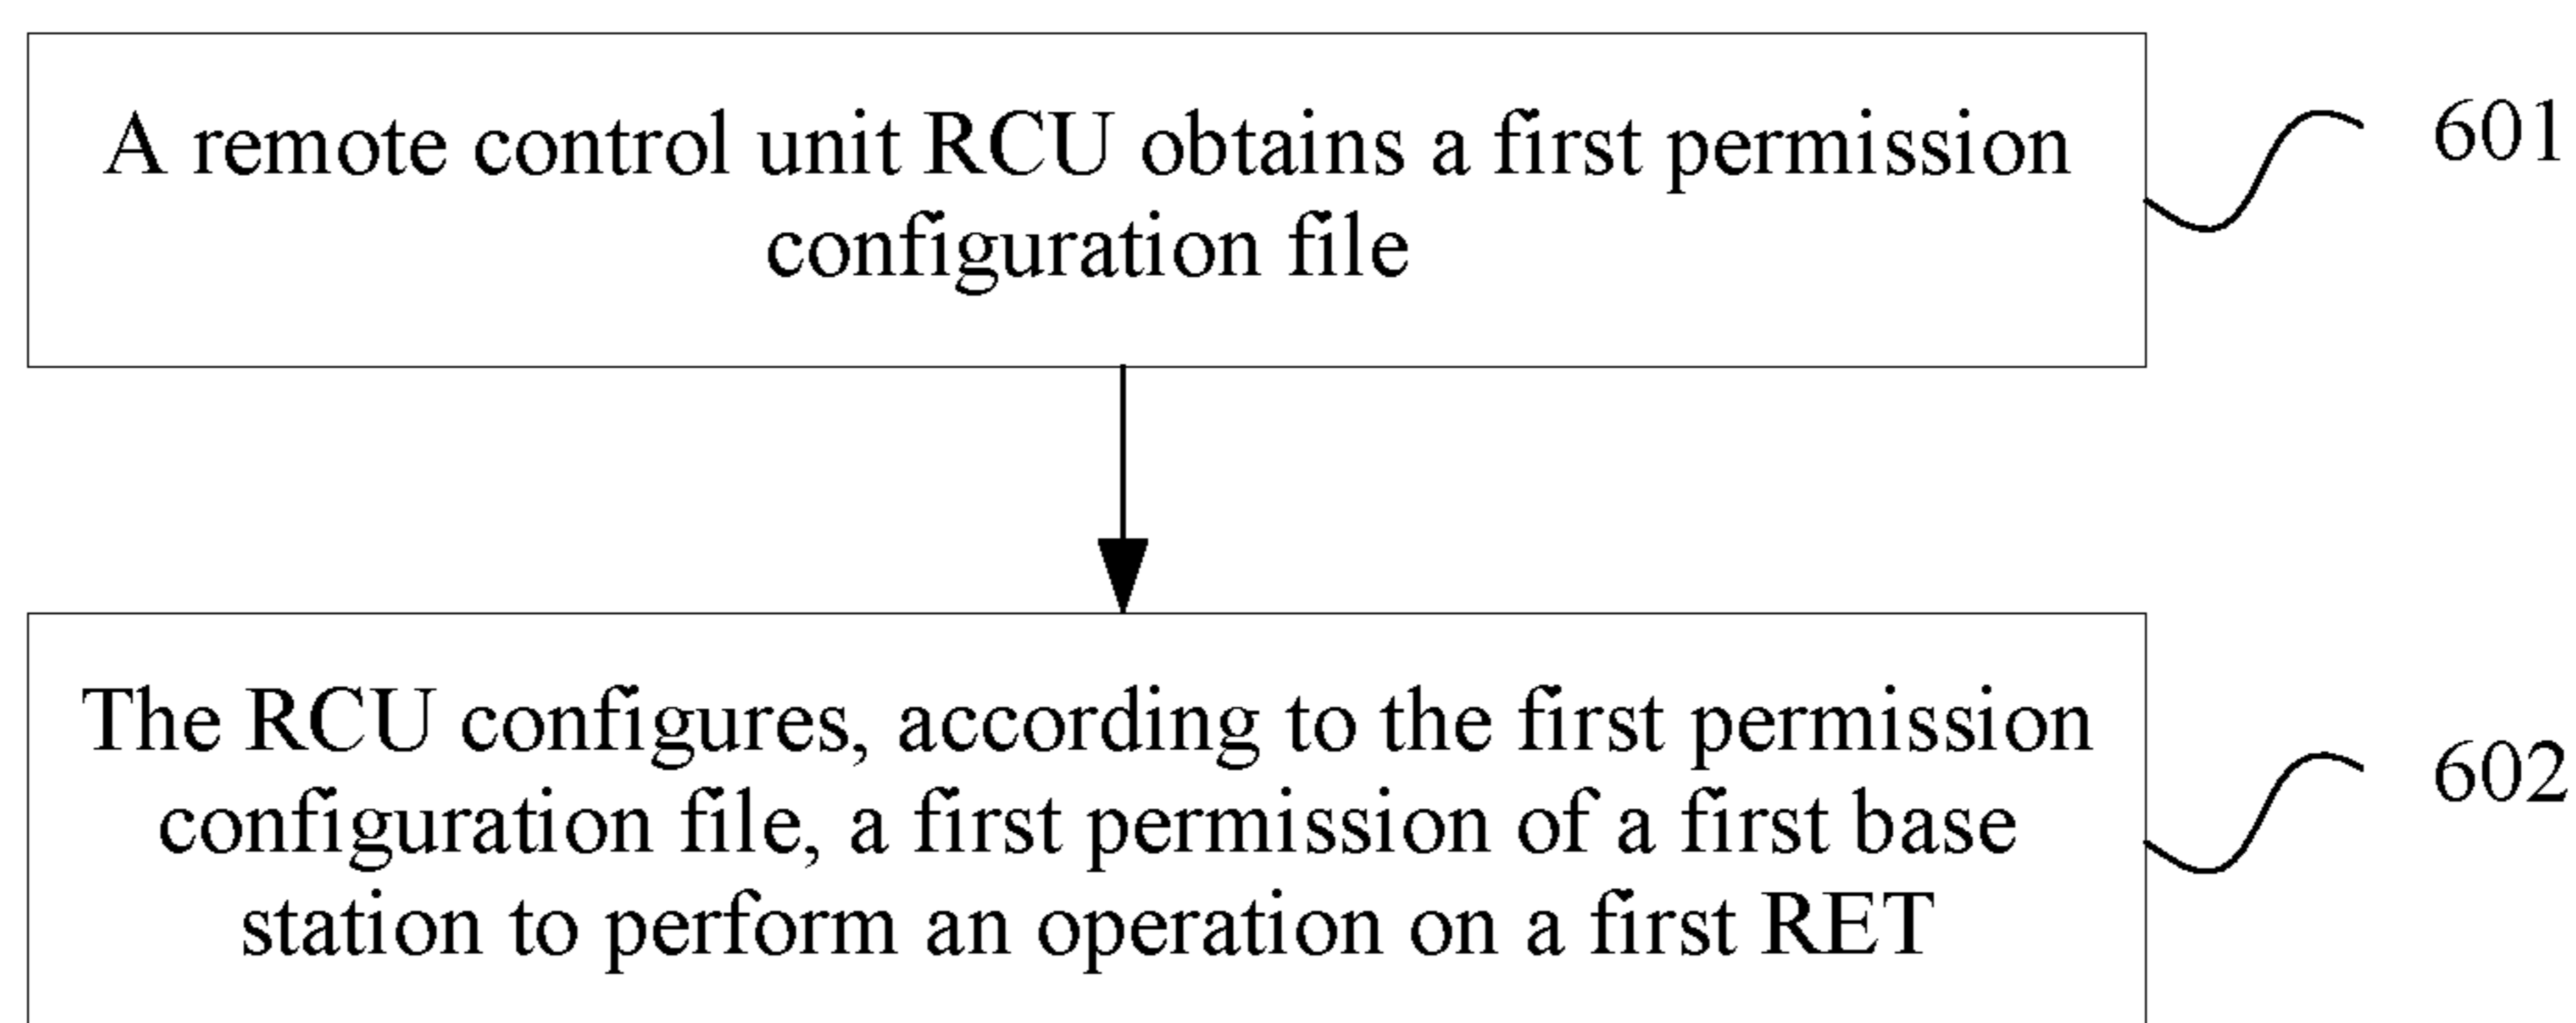 A remote control unit RCU obtains a first permission
configuration file
601
The RCU configures, according to the first permission
configuration file, a first permission of a first base
station to perform an operation on a first RET
602